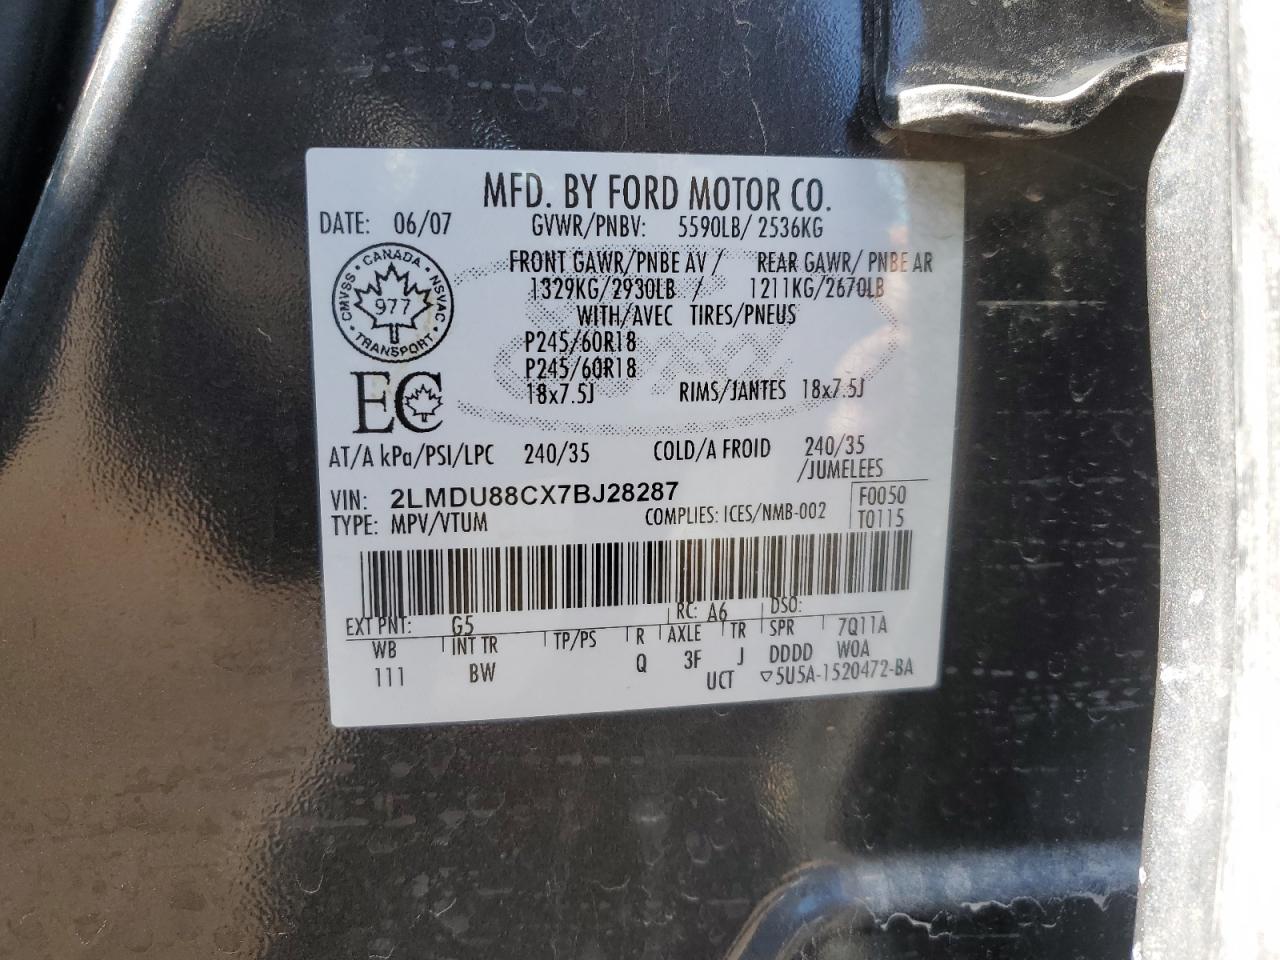 MFD. BY FORD MOTOR CO.
DATE: 06/07 GVWR/PNBV: 5590LB/ 2536KG
FRONT GAWR/PNBE AV / REAR GAWR/ PNBE AR
1329KG/2930LB / 1211KG/2670LB
WITH/AVEC TIRES/PNEUS
CMVSS • CANADA • NSVAC • TRANSPORT •
977
P245/60R18
P245/60R18
18x7.5J RIMS/JANTES 18x7.5J
EC
AT/A kPa/PSI/LPC 240/35 COLD/A FROID 240/35
/JUMELEES
VIN: 2LMDU88CX7BJ28287 F0050
TYPE: MPV/VTUM COMPLIES: ICES/NMB-002 T0115
EXT PNT: G5 RC: A6 DSO:
WB INT TR TP/PS R AXLE TR SPR 7Q11A
111 BW Q 3F J DDDD W0A
UCT ▽5U5A-1520472-BA